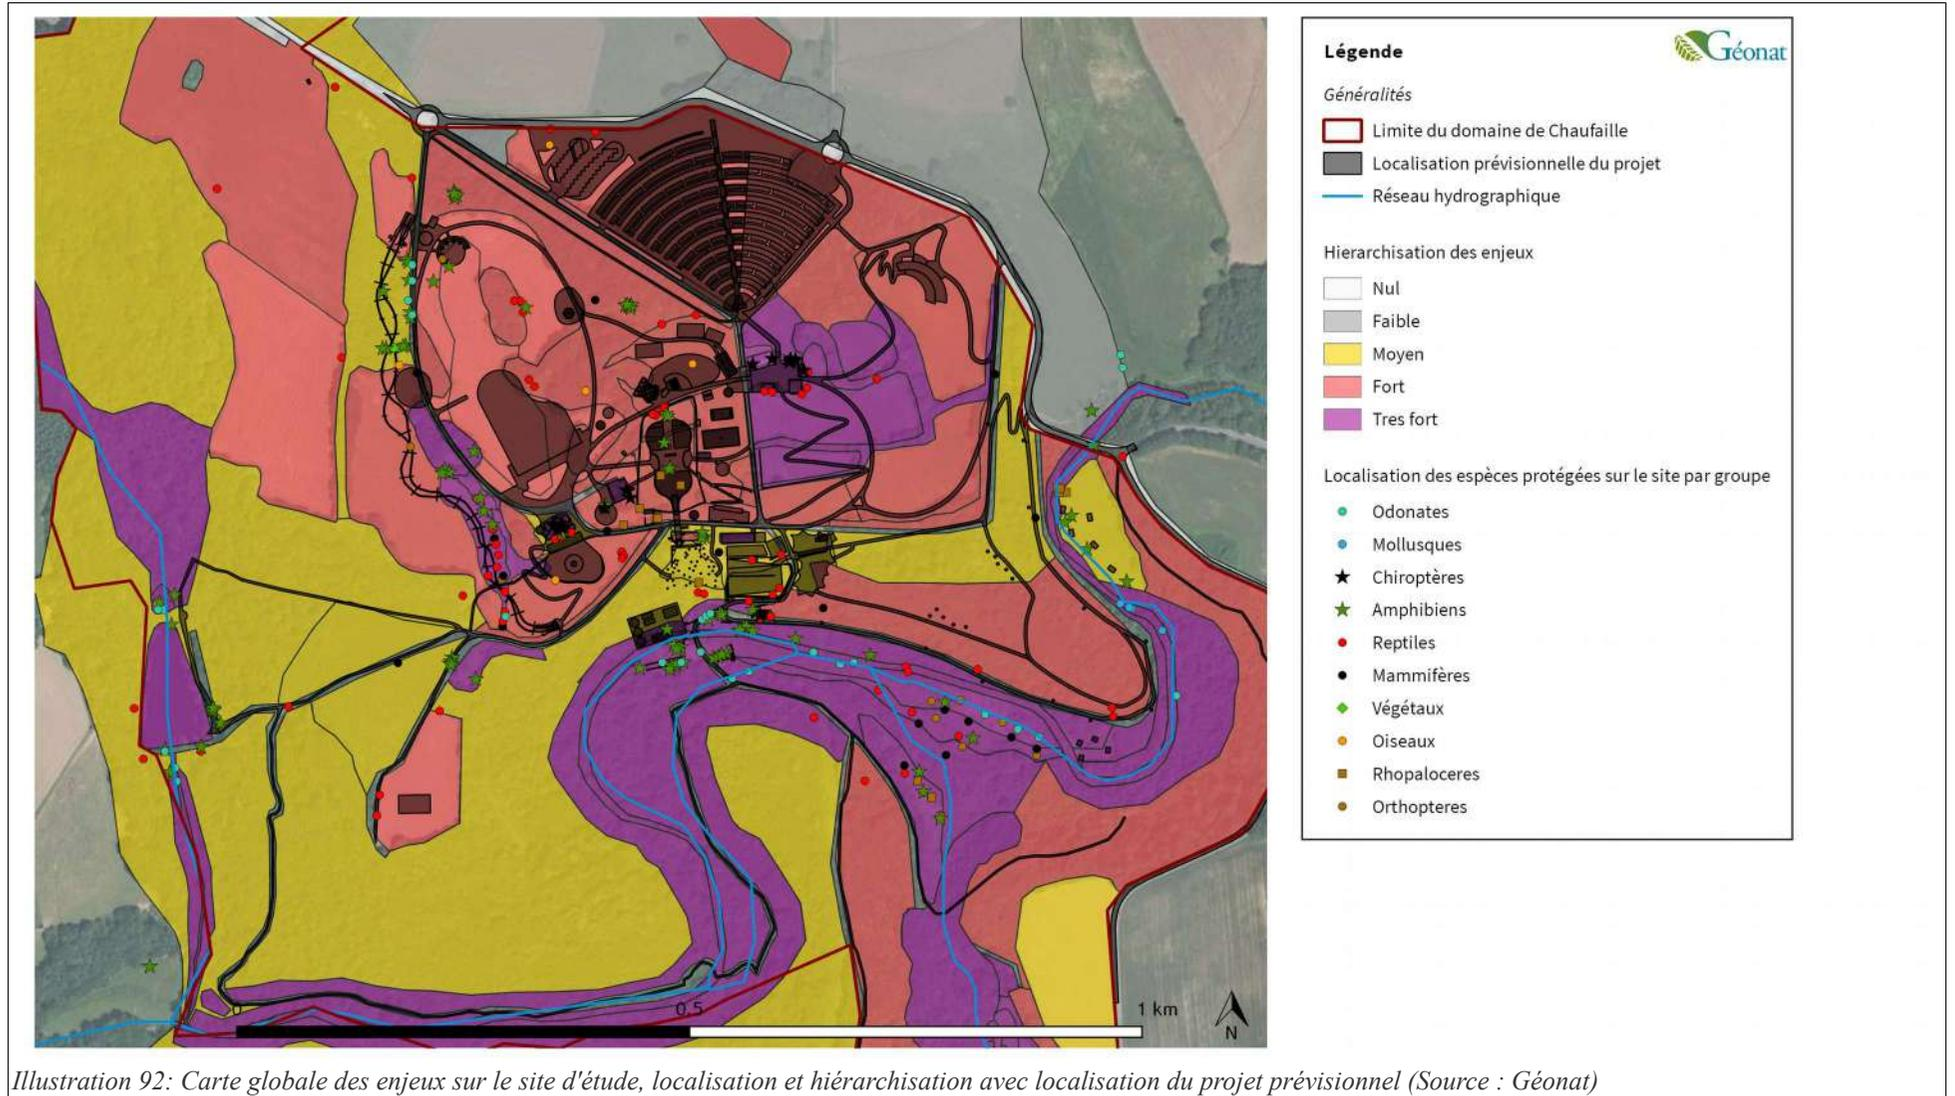 Légende
Géonat
Généralités
Limite du domaine de Chaufaille
Localisation prévisionnelle du projet
Réseau hydrographique
Hierarchisation des enjeux
Nul
Faible
Moyen
Fort
Tres fort
Localisation des espèces protégées sur le site par groupe
Odonates
Mollusques
Chiroptères
Amphibiens
Reptiles
Mammifères
Végétaux
Oiseaux
Rhopaloceres
Orthopteres
0 0.5 1 km
N
Illustration 92: Carte globale des enjeux sur le site d'étude, localisation et hiérarchisation avec localisation du projet prévisionnel (Source : Géonat)